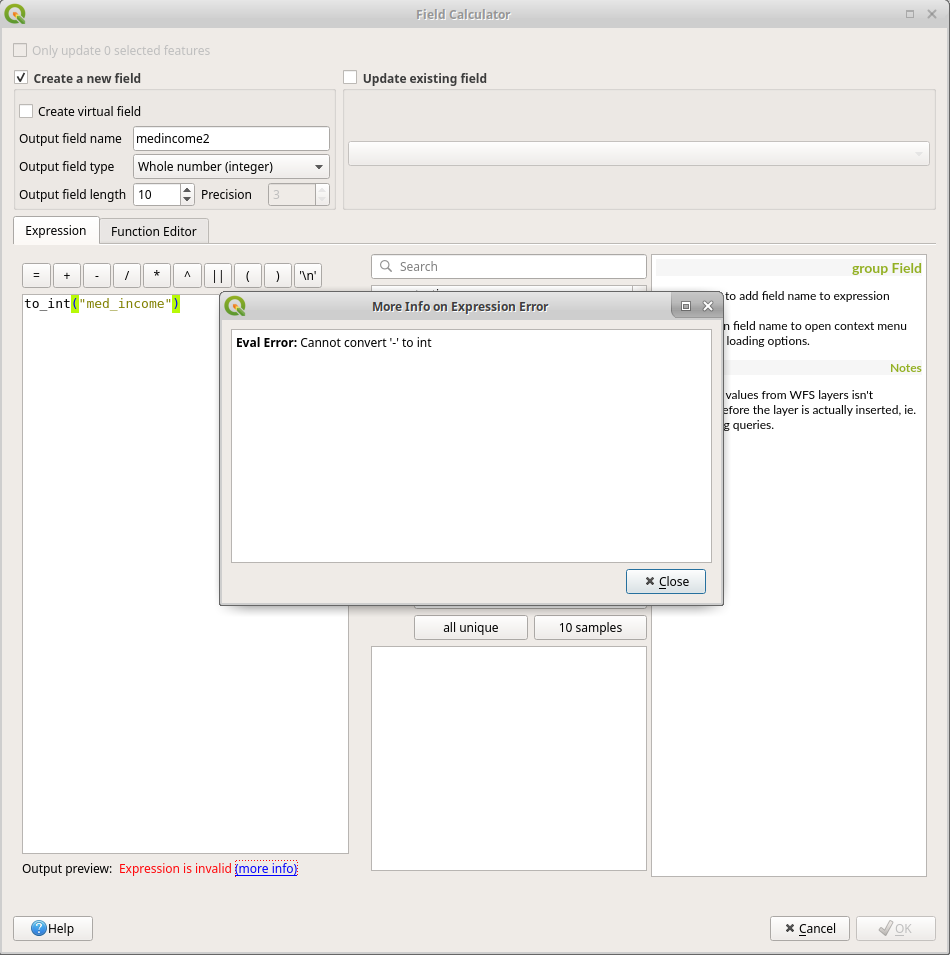 Field Calculator
Only update 0 selected features
Create a new field
Update existing field
Create virtual field
Output field name medincome2
Output field type Whole number (integer)
Output field length 10 Precision 3
Expression Function Editor
= + - / * ^ || ( ) '\n'
Search
group Field
to_int("med_income")
to add field name to expression
More Info on Expression Error
n field name to open context menu
loading options.
Eval Error: Cannot convert '-' to int
Notes
values from WFS layers isn't
efore the layer is actually inserted, ie.
g queries.
Close
all unique 10 samples
Output preview: Expression is invalid (more info)
Help Cancel OK